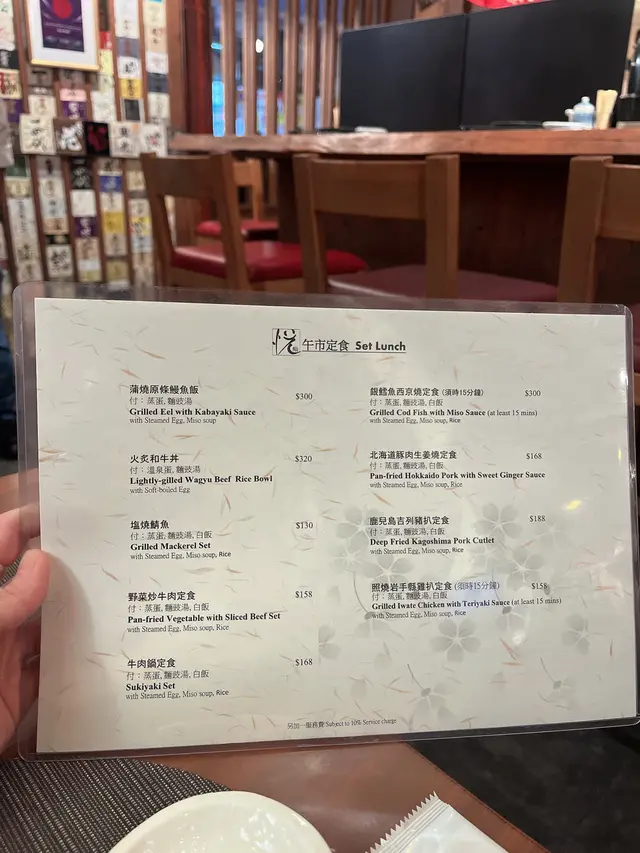 午市定食 Set Lunch
蒲燒原條鰻魚飯 $300
付：蒸蛋, 麵豉湯
Grilled Eel with Kabayaki Sauce
with Steamed Egg, Miso soup
火炙和牛丼 $320
付：溫泉蛋, 麵豉湯
Lightly-gilled Wagyu Beef Rice Bowl
with Soft-boiled Egg
塩燒鯖魚 $130
付：蒸蛋, 麵豉湯, 白飯
Grilled Mackerel Set
with Steamed Egg, Miso soup, Rice
野菜炒牛肉定食 $158
付：蒸蛋, 麵豉湯, 白飯
Pan-fried Vegetable with Sliced Beef Set
with Steamed Egg, Miso soup, Rice
牛肉鍋定食 $168
付：蒸蛋, 麵豉湯, 白飯
Sukiyaki Set
with Steamed Egg, Miso soup, Rice
銀鱈魚西京燒定食 (須時15分鐘) $300
付：蒸蛋, 麵豉湯, 白飯
Grilled Cod Fish with Miso Sauce (at least 15 mins)
with Steamed Egg, Miso soup, Rice
北海道豚肉生姜燒定食 $168
付：蒸蛋, 麵豉湯, 白飯
Pan-fried Hokkaido Pork with Sweet Ginger Sauce
with Steamed Egg, Miso soup, Rice
鹿兒島吉列豬扒定食 $188
付：蒸蛋, 麵豉湯, 白飯
Deep Fried Kagoshima Pork Cutlet
with Steamed Egg, Miso soup, Rice
照燒岩手縣雞扒定食 (須時15分鐘) $158
付：蒸蛋, 麵豉湯, 白飯
Grilled Iwate Chicken with Teriyaki Sauce (at least 15 mins)
with Steamed Egg, Miso soup, Rice
另加一服務費 Subject to 10% Service charge